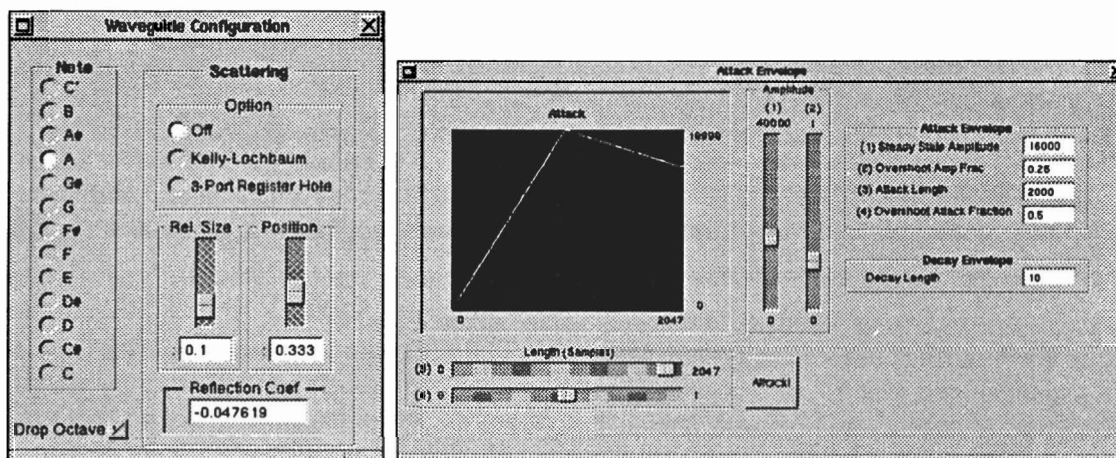 Waveguide Configuration
Note
C'
B
A#
A
G#
G
F#
F
E
D#
D
C#
C
Drop Octave
Scattering
Option
Off
Kelly-Lochbaum
3-Port Register Hole
Rel. Size
Position
0.1
0.333
Reflection Coef
-0.047619
Attack Envelope
Attack
0
2047
0
Amplitude
(1)
(2)
40000
1
0
0
Attack Envelope
(1) Steady State Amplitude
16000
(2) Overshoot Amp Frac
0.25
(3) Attack Length
2000
(4) Overshoot Attack Fraction
0.5
Decay Envelope
Decay Length
10
Length (Samples)
(3) 0
2047
(4) 0
1
Attack!